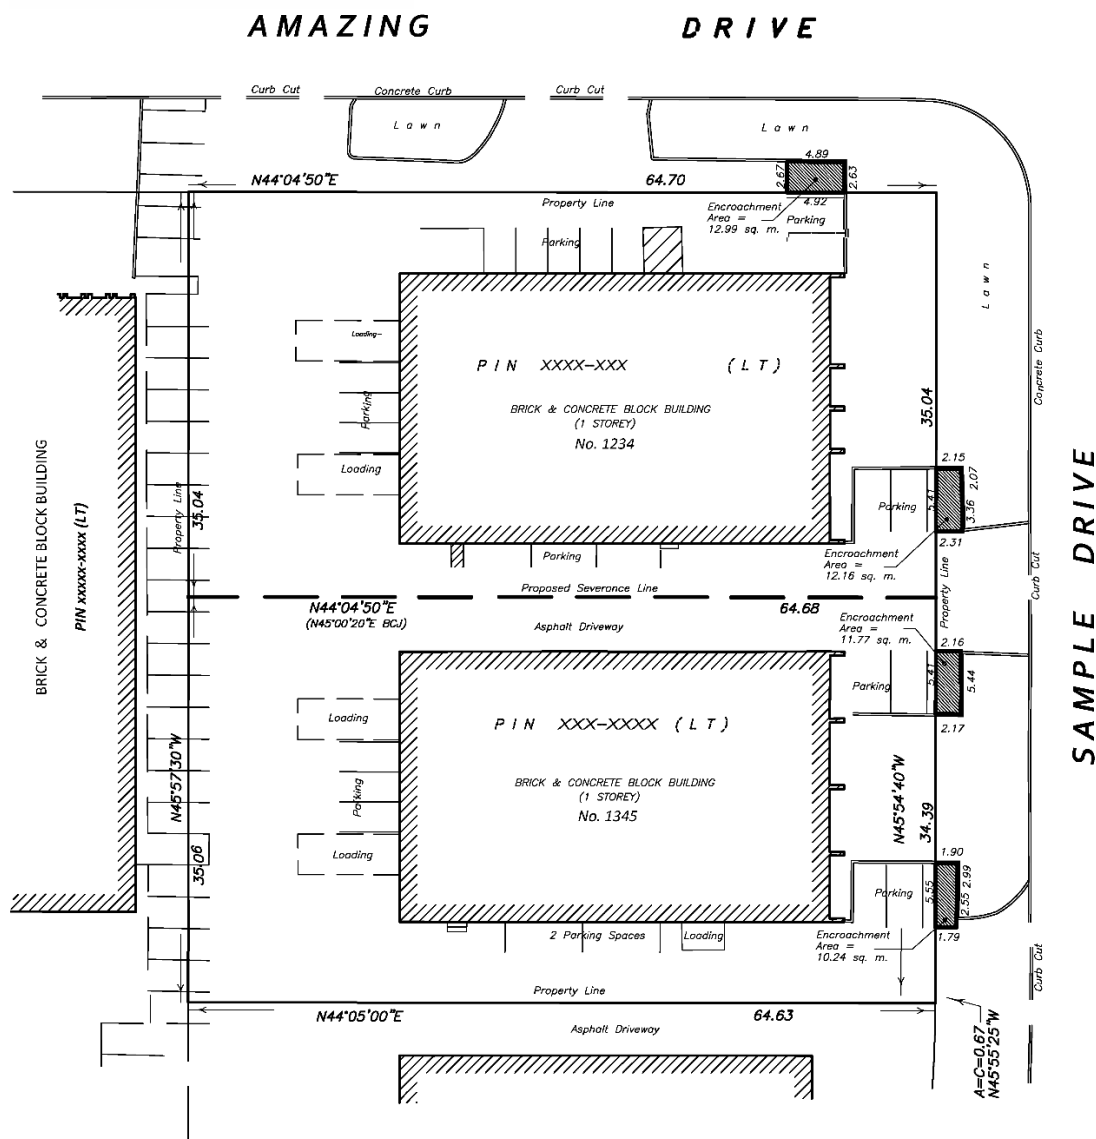 AMAZING DRIVE
Curb Cut
Concrete Curb
Curb Cut
Lawn
Lawn
4.89
2.67
2.63
4.92
N44°04'50"E
64.70
Property Line
Encroachment
Area =
12.99 sq. m.
Parking
Parking
Lawn
Loading
PIN XXXX-XXX (LT)
BRICK & CONCRETE BLOCK BUILDING
(1 STOREY)
No. 1234
Parking
Loading
35.04
Concrete Curb
BRICK & CONCRETE BLOCK BUILDING
PIN xxxxx-xxxx (LT)
Property Line
35.04
2.15
2.07
5.41
3.36
2.31
Parking
Encroachment
Area =
12.16 sq. m.
Parking
Proposed Severance Line
N44°04'50"E
(N45°00'20"E BCJ)
64.68
Asphalt Driveway
Property Line
Curb Cut
SAMPLE DRIVE
Encroachment
Area =
11.77 sq. m.
2.16
5.41
5.44
2.17
Parking
Loading
PIN XXX-XXXX (LT)
BRICK & CONCRETE BLOCK BUILDING
(1 STOREY)
No. 1345
Parking
Loading
N45°57'30"W
35.06
N45°54'40"W
34.39
1.90
2.99
5.55
2.55
1.79
Parking
Encroachment
Area =
10.24 sq. m.
2 Parking Spaces
Loading
Curb Cut
Property Line
N44°05'00"E
64.63
Asphalt Driveway
A=C=0.67
N45°55'25"W